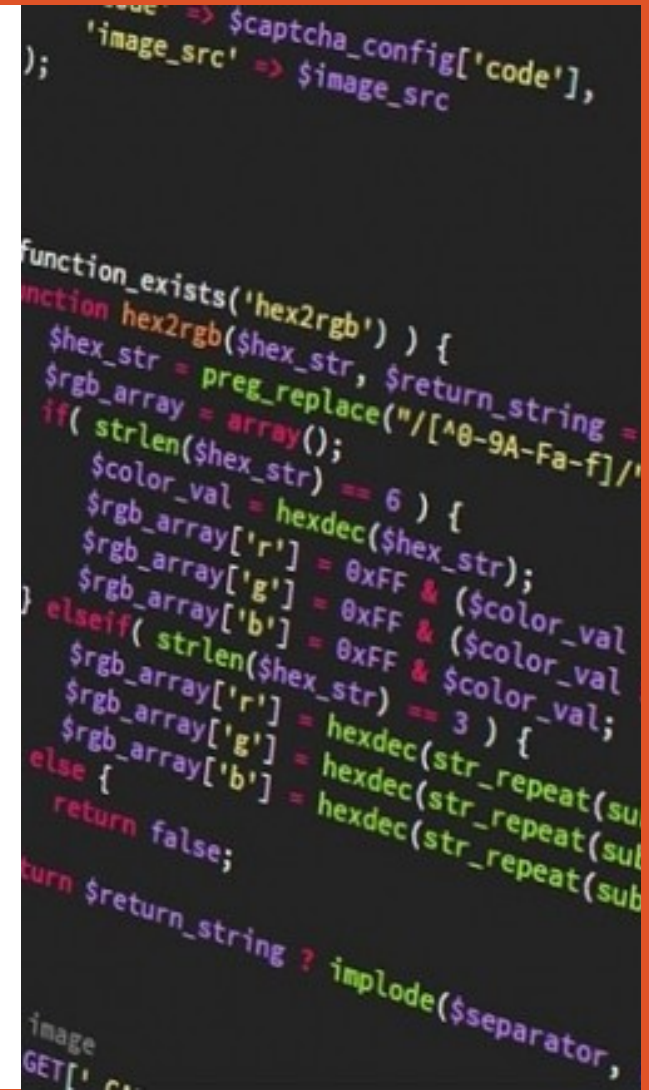 => $captcha_config['code'],
'image_src' => $image_src
);
function_exists('hex2rgb') ) {
hex2rgb($hex_str, $return_string =
$hex_str = preg_replace("/[^0-9A-Fa-f]/"
$rgb_array = array();
if( strlen($hex_str) == 6 ) {
$color_val = hexdec($hex_str);
$rgb_array['r'] = 0xFF & ($color_val
$rgb_array['g'] = 0xFF & ($color_val
$rgb_array['b'] = 0xFF & $color_val;
} elseif( strlen($hex_str) == 3 ) {
$rgb_array['r'] = hexdec(str_repeat(su
$rgb_array['g'] = hexdec(str_repeat(sub
$rgb_array['b'] = hexdec(str_repeat(sub
else {
return false;
turn $return_string ? implode($separator,
image
GET['